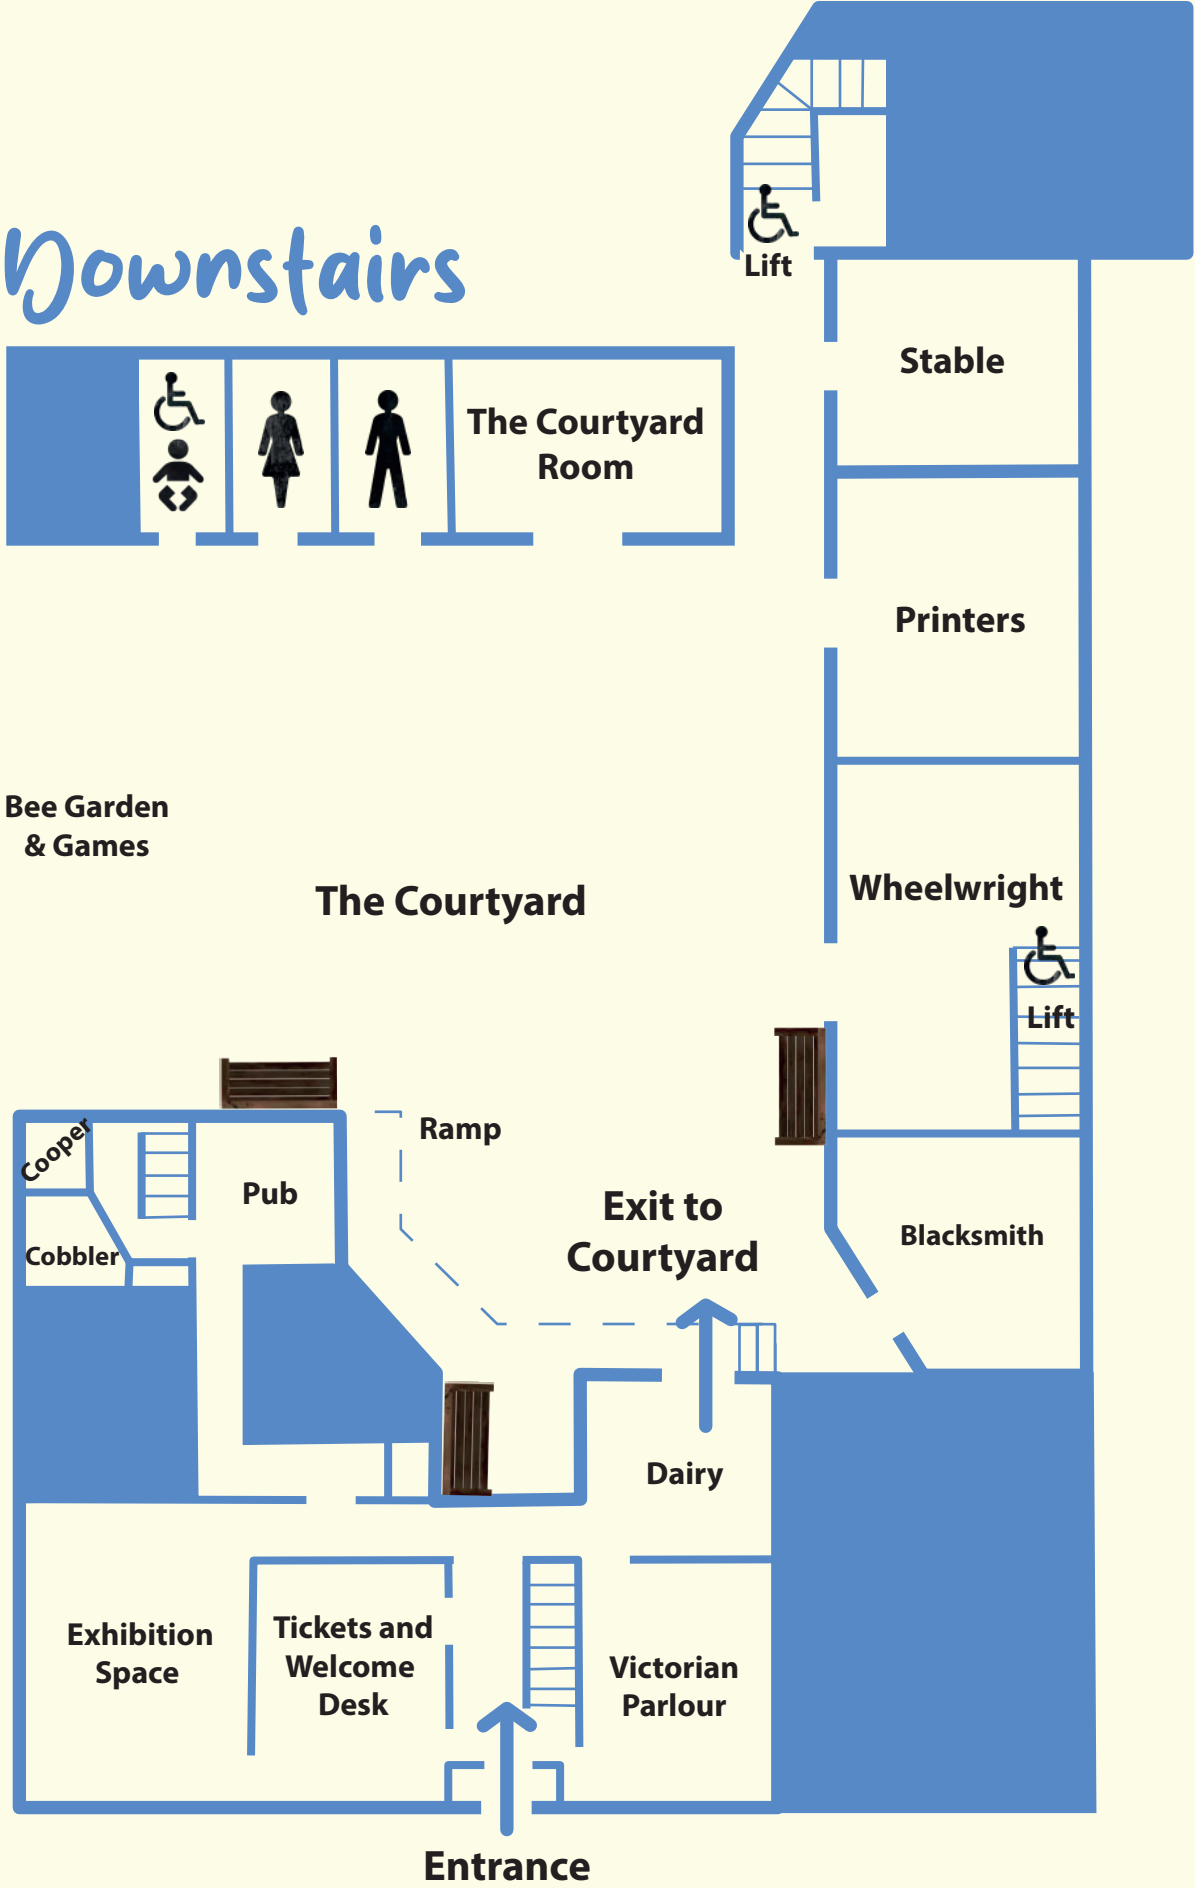 Downstairs
Lift
Stable
The Courtyard
Room
Printers
Bee Garden
& Games
The Courtyard
Wheelwright
Lift
Ramp
Cooper
Pub
Cobbler
Exit to
Courtyard
Blacksmith
Dairy
Exhibition
Space
Tickets and
Welcome
Desk
Victorian
Parlour
Entrance